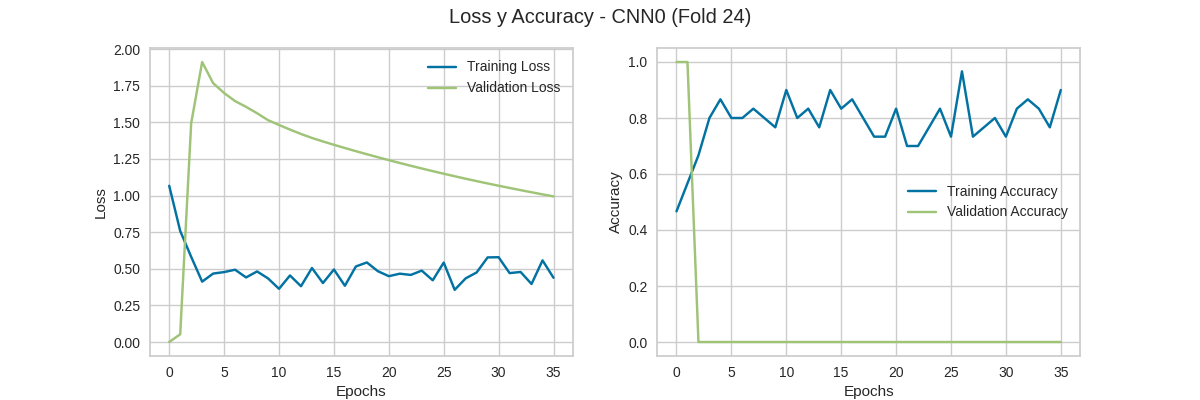 Loss y Accuracy - CNN0 (Fold 24)
2.00
1.75
1.50
1.25
1.00
0.75
0.50
0.25
0.00
Loss
Training Loss
Validation Loss
0 5 10 15 20 25 30 35
Epochs
1.0
0.8
0.6
0.4
0.2
0.0
Accuracy
Training Accuracy
Validation Accuracy
0 5 10 15 20 25 30 35
Epochs